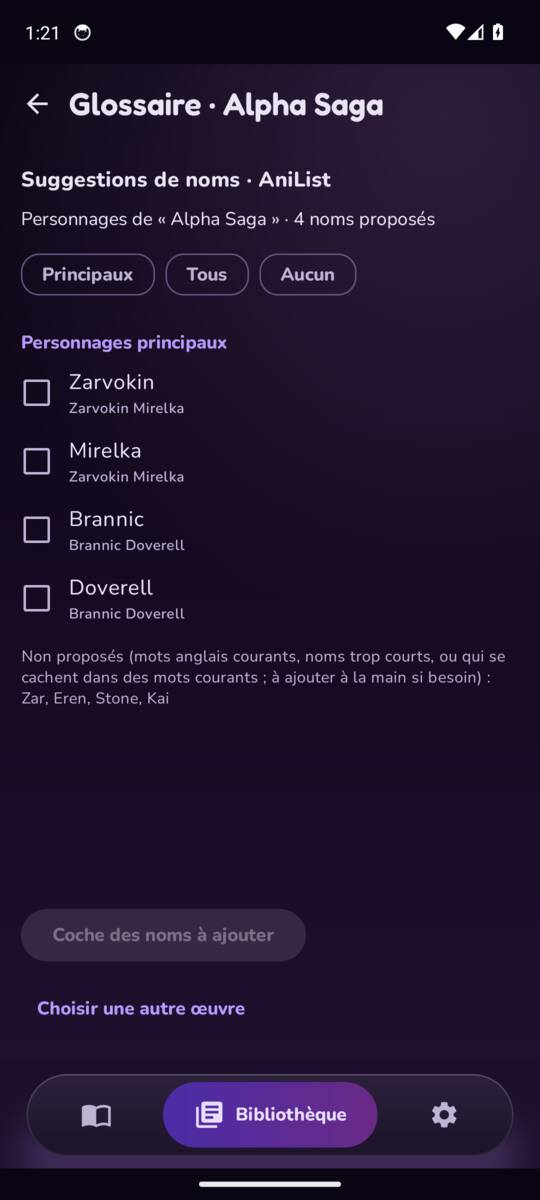 1:21
Glossaire · Alpha Saga
Suggestions de noms · AniList
Personnages de « Alpha Saga » · 4 noms proposés
Principaux Tous Aucun
Personnages principaux
Zarvokin
Zarvokin Mirelka
Mirelka
Zarvokin Mirelka
Brannic
Brannic Doverell
Doverell
Brannic Doverell
Non proposés (mots anglais courants, noms trop courts, ou qui se
cachent dans des mots courants ; à ajouter à la main si besoin) :
Zar, Eren, Stone, Kai
Coche des noms à ajouter
Choisir une autre œuvre
Bibliothèque